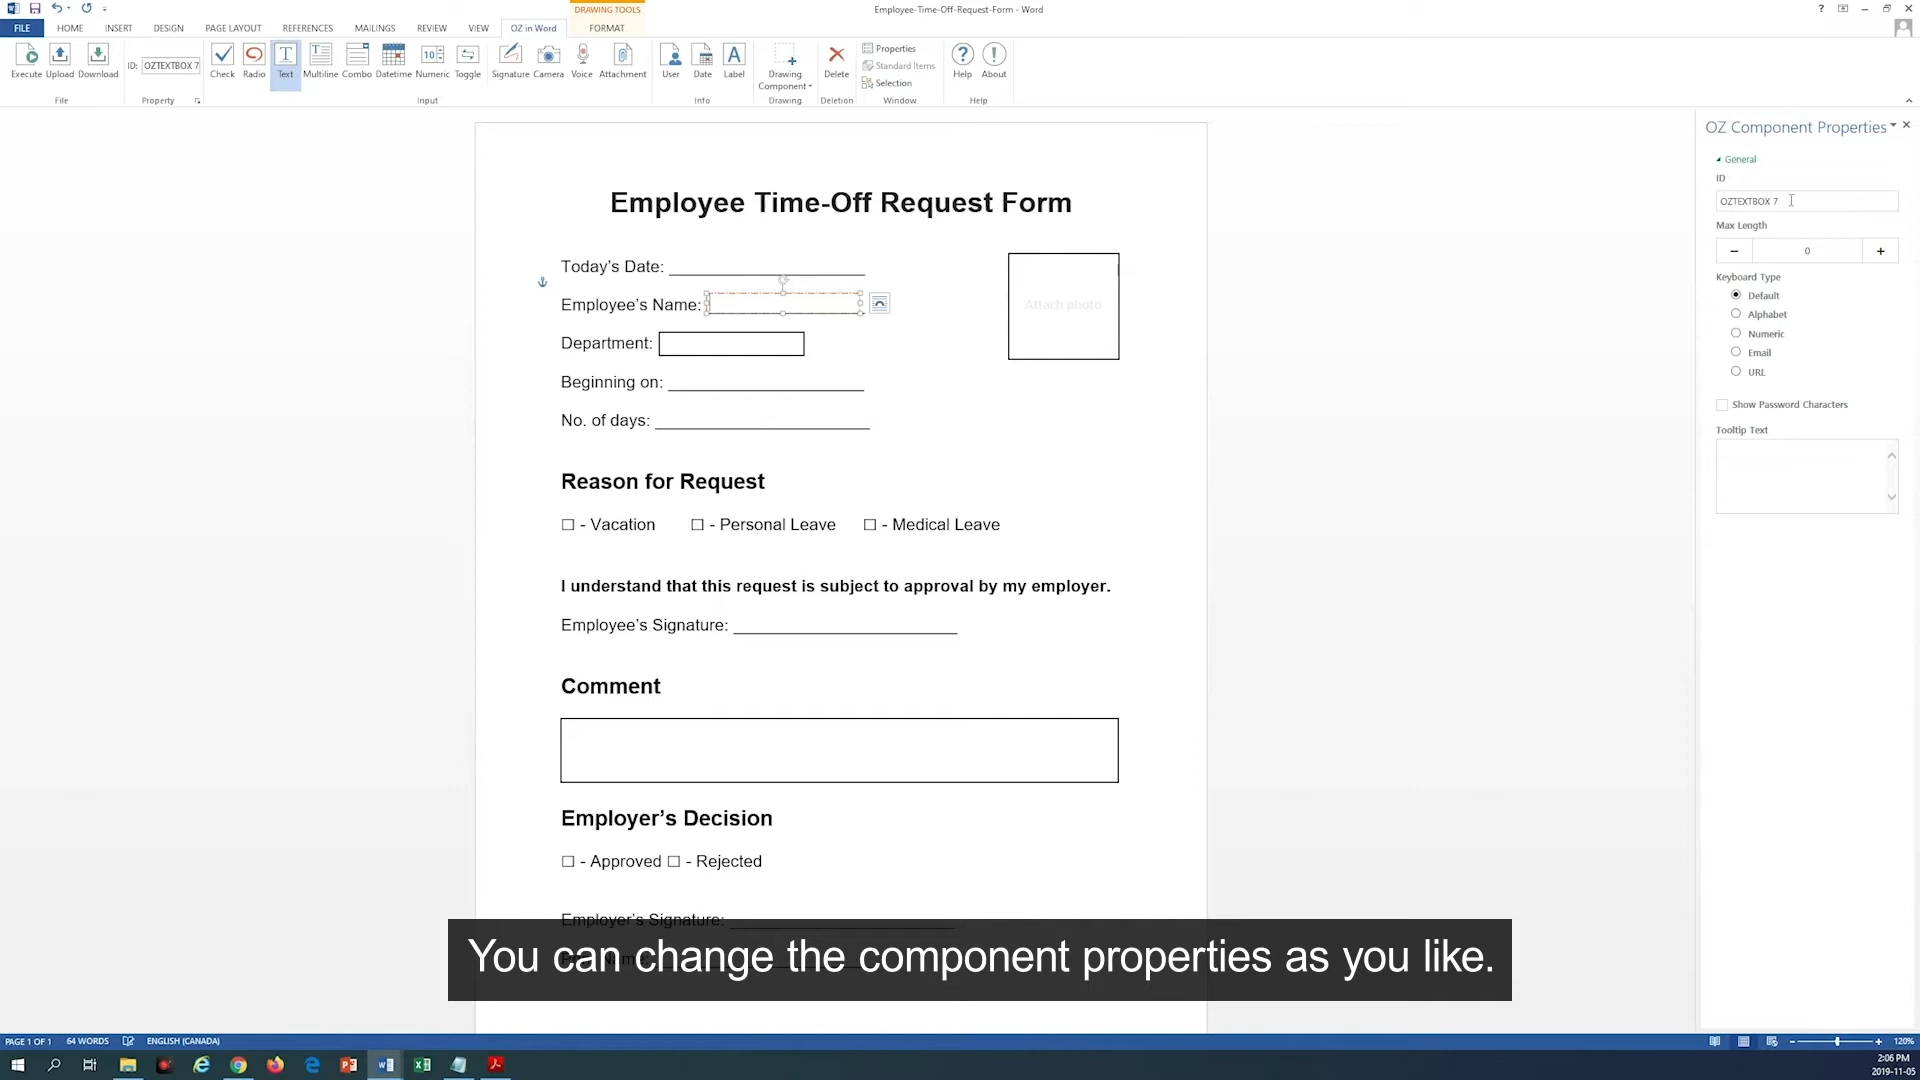 Employee-Time-Off-Request-Form - Word
DRAWING TOOLS
FILE HOME INSERT DESIGN PAGE LAYOUT REFERENCES MAILINGS REVIEW VIEW OZ in Word FORMAT
ID: OZTEXTBOX 7
Execute Upload Download Check Radio Text Multiline Combo Datetime Numeric Toggle Signature Camera Voice Attachment User Date Label Drawing Component Delete Properties Standard Items Selection Help About
File Property Input Info Drawing Deletion Window Help
Employee Time-Off Request Form
Today's Date:
Employee's Name:
Attach photo
Department:
Beginning on:
No. of days:
Reason for Request
☐ - Vacation ☐ - Personal Leave ☐ - Medical Leave
I understand that this request is subject to approval by my employer.
Employee's Signature:
Comment
Employer's Decision
☐ - Approved ☐ - Rejected
Employer's Signature:
You can change the component properties as you like.
OZ Component Properties
General
ID
OZTEXTBOX 7
Max Length
0
Keyboard Type
Default
Alphabet
Numeric
Email
URL
Show Password Characters
Tooltip Text
PAGE 1 OF 1 64 WORDS ENGLISH (CANADA) 120%
2:06 PM
2019-11-05